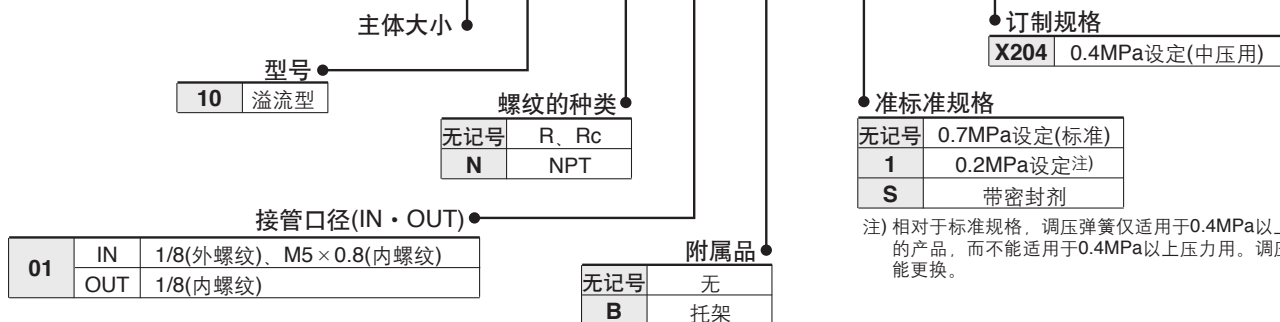 主体大小
订制规格
X204 0.4MPa设定(中压用)
型号
10 溢流型
螺纹的种类
无记号 R、Rc
N NPT
准标准规格
无记号 0.7MPa设定(标准)
1 0.2MPa设定注)
S 带密封剂
注) 相对于标准规格，调压弹簧仅适用于0.4MPa以
的产品，而不能适用于0.4MPa以上压力用。调
能更换。
接管口径(IN・OUT)
01 IN 1/8(外螺纹)、M5×0.8(内螺纹)
OUT 1/8(内螺纹)
附属品
无记号 无
B 托架